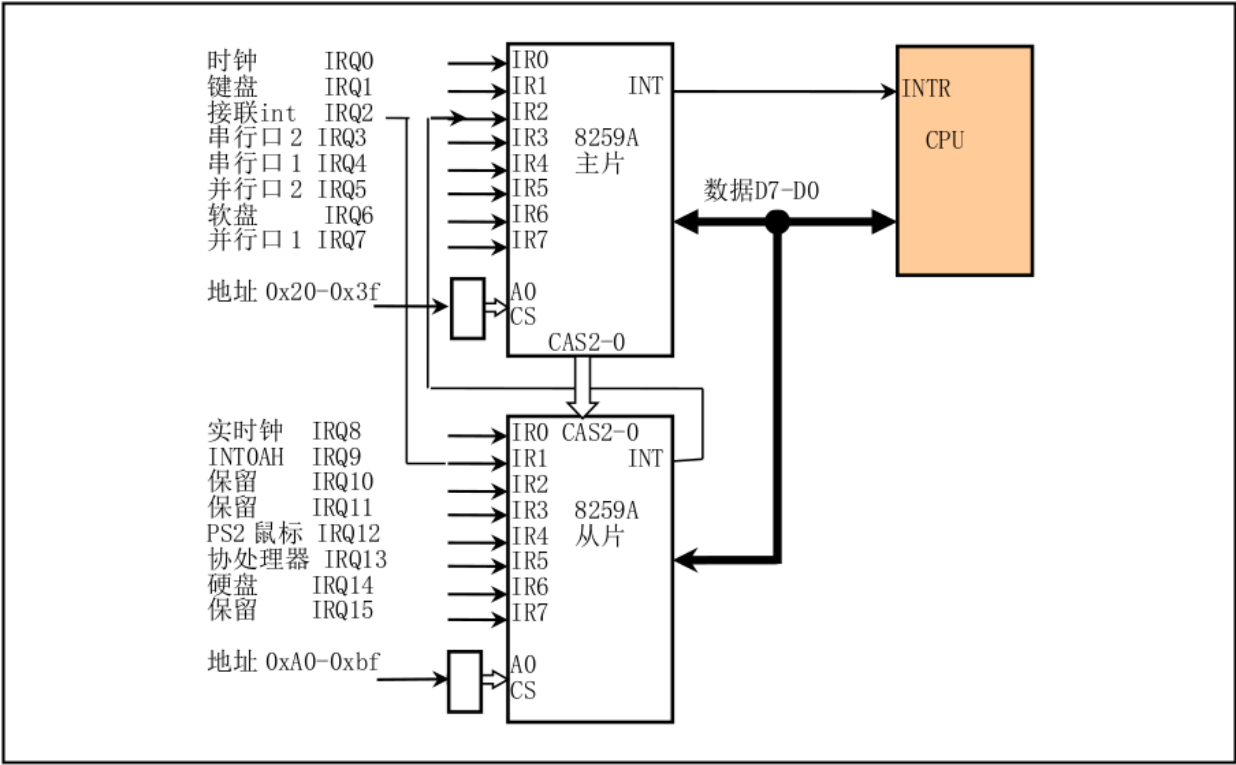 时钟 IRQ0
键盘 IRQ1
接联int IRQ2
串行口 2 IRQ3
串行口 1 IRQ4
并行口 2 IRQ5
软盘 IRQ6
并行口 1 IRQ7
地址 0x20-0x3f
IR0
IR1
IR2
IR3
IR4
IR5
IR6
IR7
A0
CS
INT
8259A
主片
CAS2-0
数据D7-D0
INTR
CPU
实时钟 IRQ8
INT0AH IRQ9
保留 IRQ10
保留 IRQ11
PS2 鼠标 IRQ12
协处理器 IRQ13
硬盘 IRQ14
保留 IRQ15
地址 0xA0-0xbf
IR0 CAS2-0
IR1
IR2
IR3
IR4
IR5
IR6
IR7
A0
CS
INT
8259A
从片